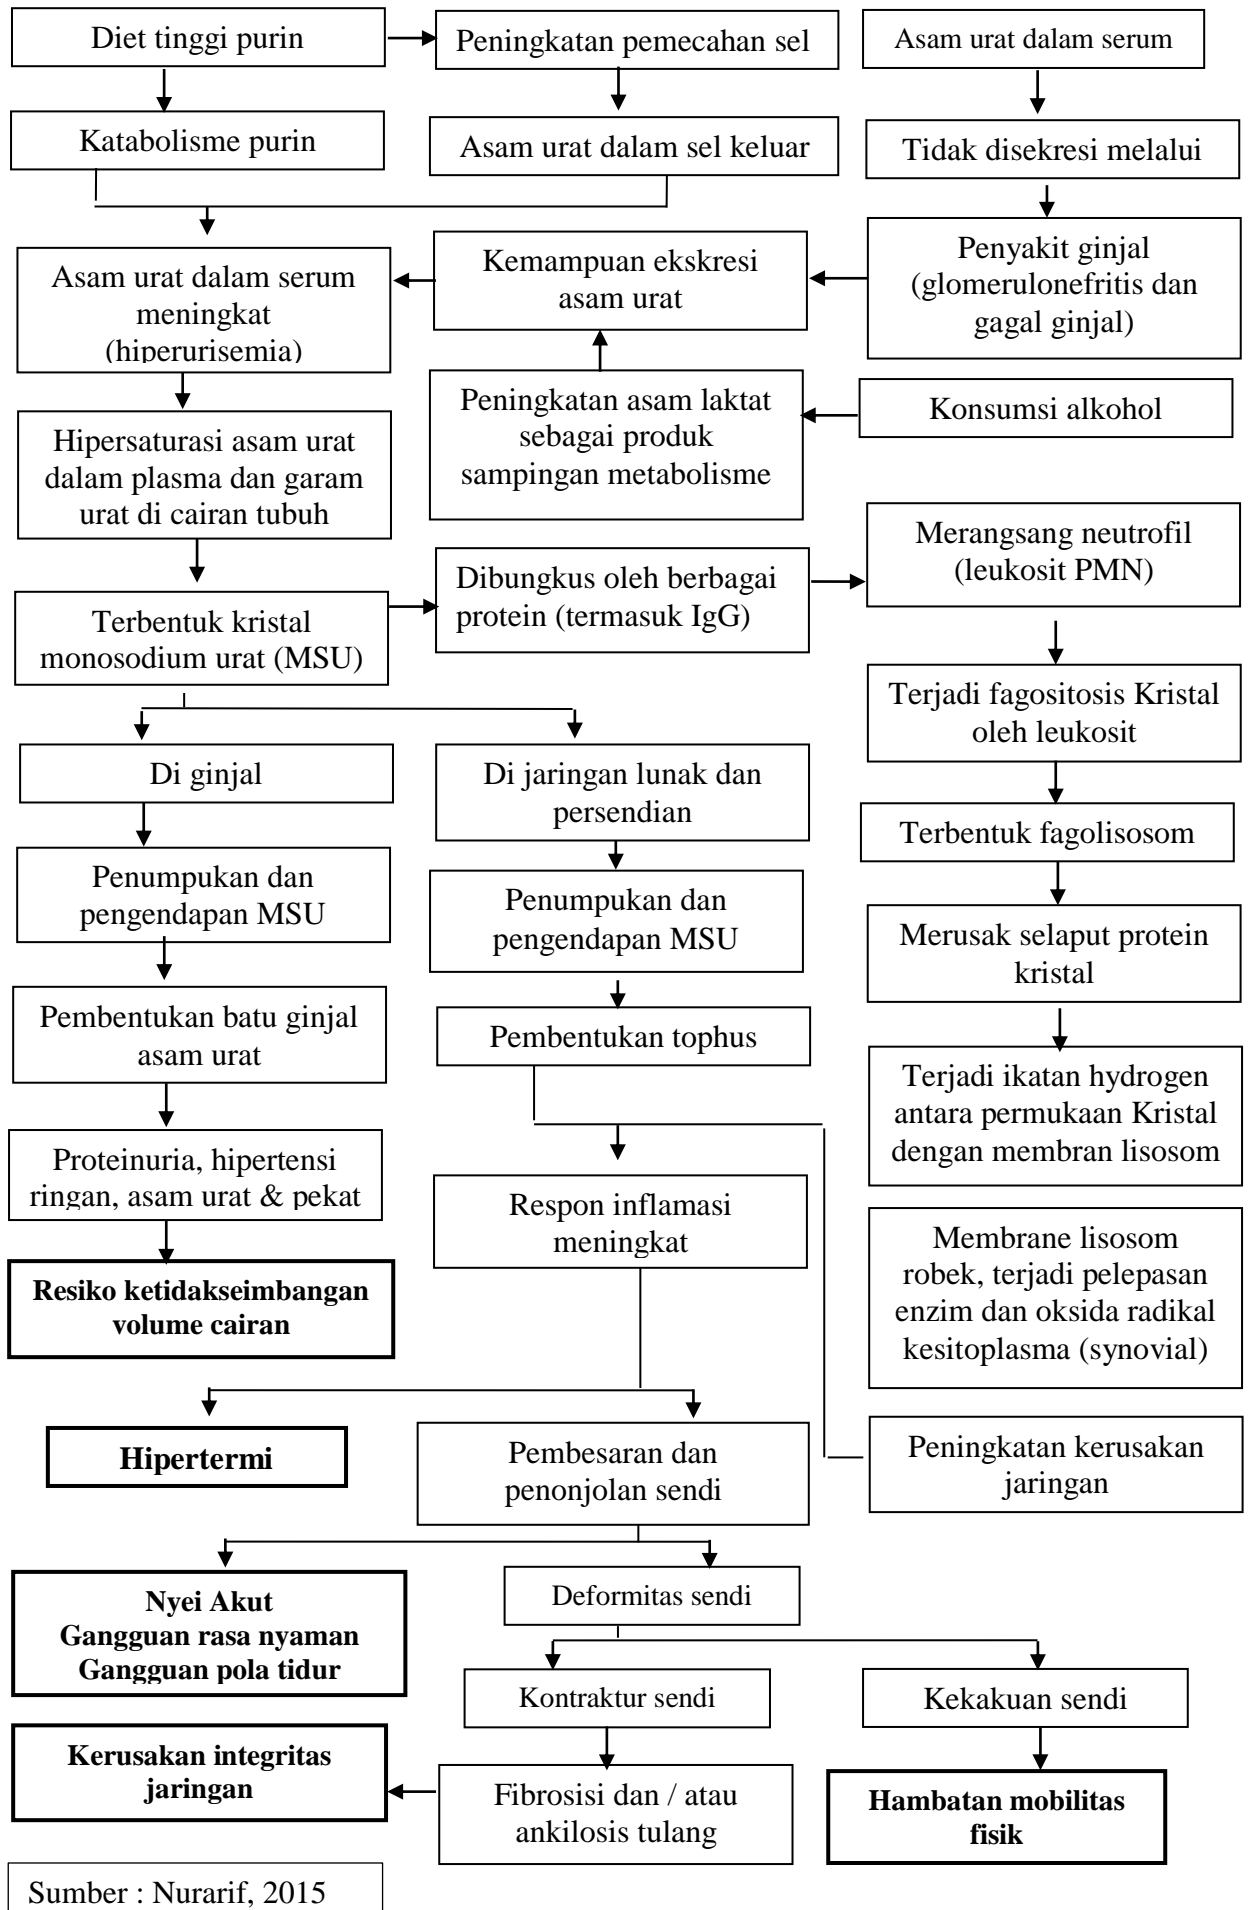 Diet tinggi purin
Peningkatan pemecahan sel
Asam urat dalam serum
Katabolisme purin
Asam urat dalam sel keluar
Tidak disekresi melalui
Asam urat dalam serum
meningkat
(hiperurisemia)
Kemampuan ekskresi
asam urat
Penyakit ginjal
(glomerulonefritis dan
gagal ginjal)
Peningkatan asam laktat
sebagai produk
sampingan metabolisme
Konsumsi alkohol
Hipersaturasi asam urat
dalam plasma dan garam
urat di cairan tubuh
Merangsang neutrofil
(leukosit PMN)
Dibungkus oleh berbagai
protein (termasuk IgG)
Terbentuk kristal
monosodium urat (MSU)
Terjadi fagositosis Kristal
oleh leukosit
Di ginjal
Di jaringan lunak dan
persendian
Terbentuk fagolisosom
Penumpukan dan
pengendapan MSU
Penumpukan dan
pengendapan MSU
Merusak selaput protein
kristal
Pembentukan batu ginjal
asam urat
Pembentukan tophus
Terjadi ikatan hydrogen
antara permukaan Kristal
dengan membran lisosom
Proteinuria, hipertensi
ringan, asam urat & pekat
Respon inflamasi
meningkat
Membrane lisosom
robek, terjadi pelepasan
enzim dan oksida radikal
kesitoplasma (synovial)
Resiko ketidakseimbangan
volume cairan
Hipertermi
Pembesaran dan
penonjolan sendi
Peningkatan kerusakan
jaringan
Nyei Akut
Gangguan rasa nyaman
Gangguan pola tidur
Deformitas sendi
Kontraktur sendi
Kekakuan sendi
Kerusakan integritas
jaringan
Fibrosisi dan / atau
ankilosis tulang
Hambatan mobilitas
fisik
Sumber : Nurarif, 2015